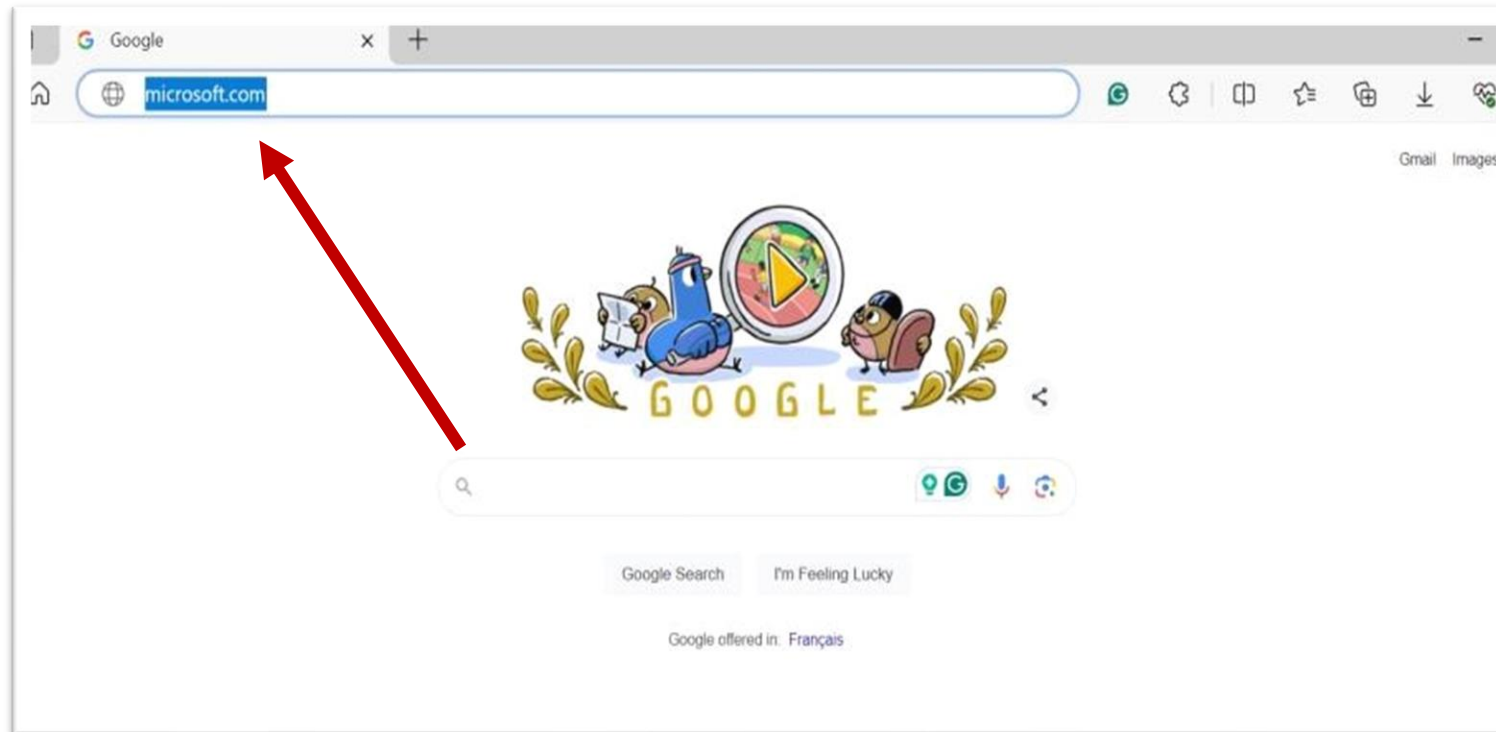 Google
microsoft.com
Gmail Images
GOOGLE
Google Search I'm Feeling Lucky
Google offered in: Français